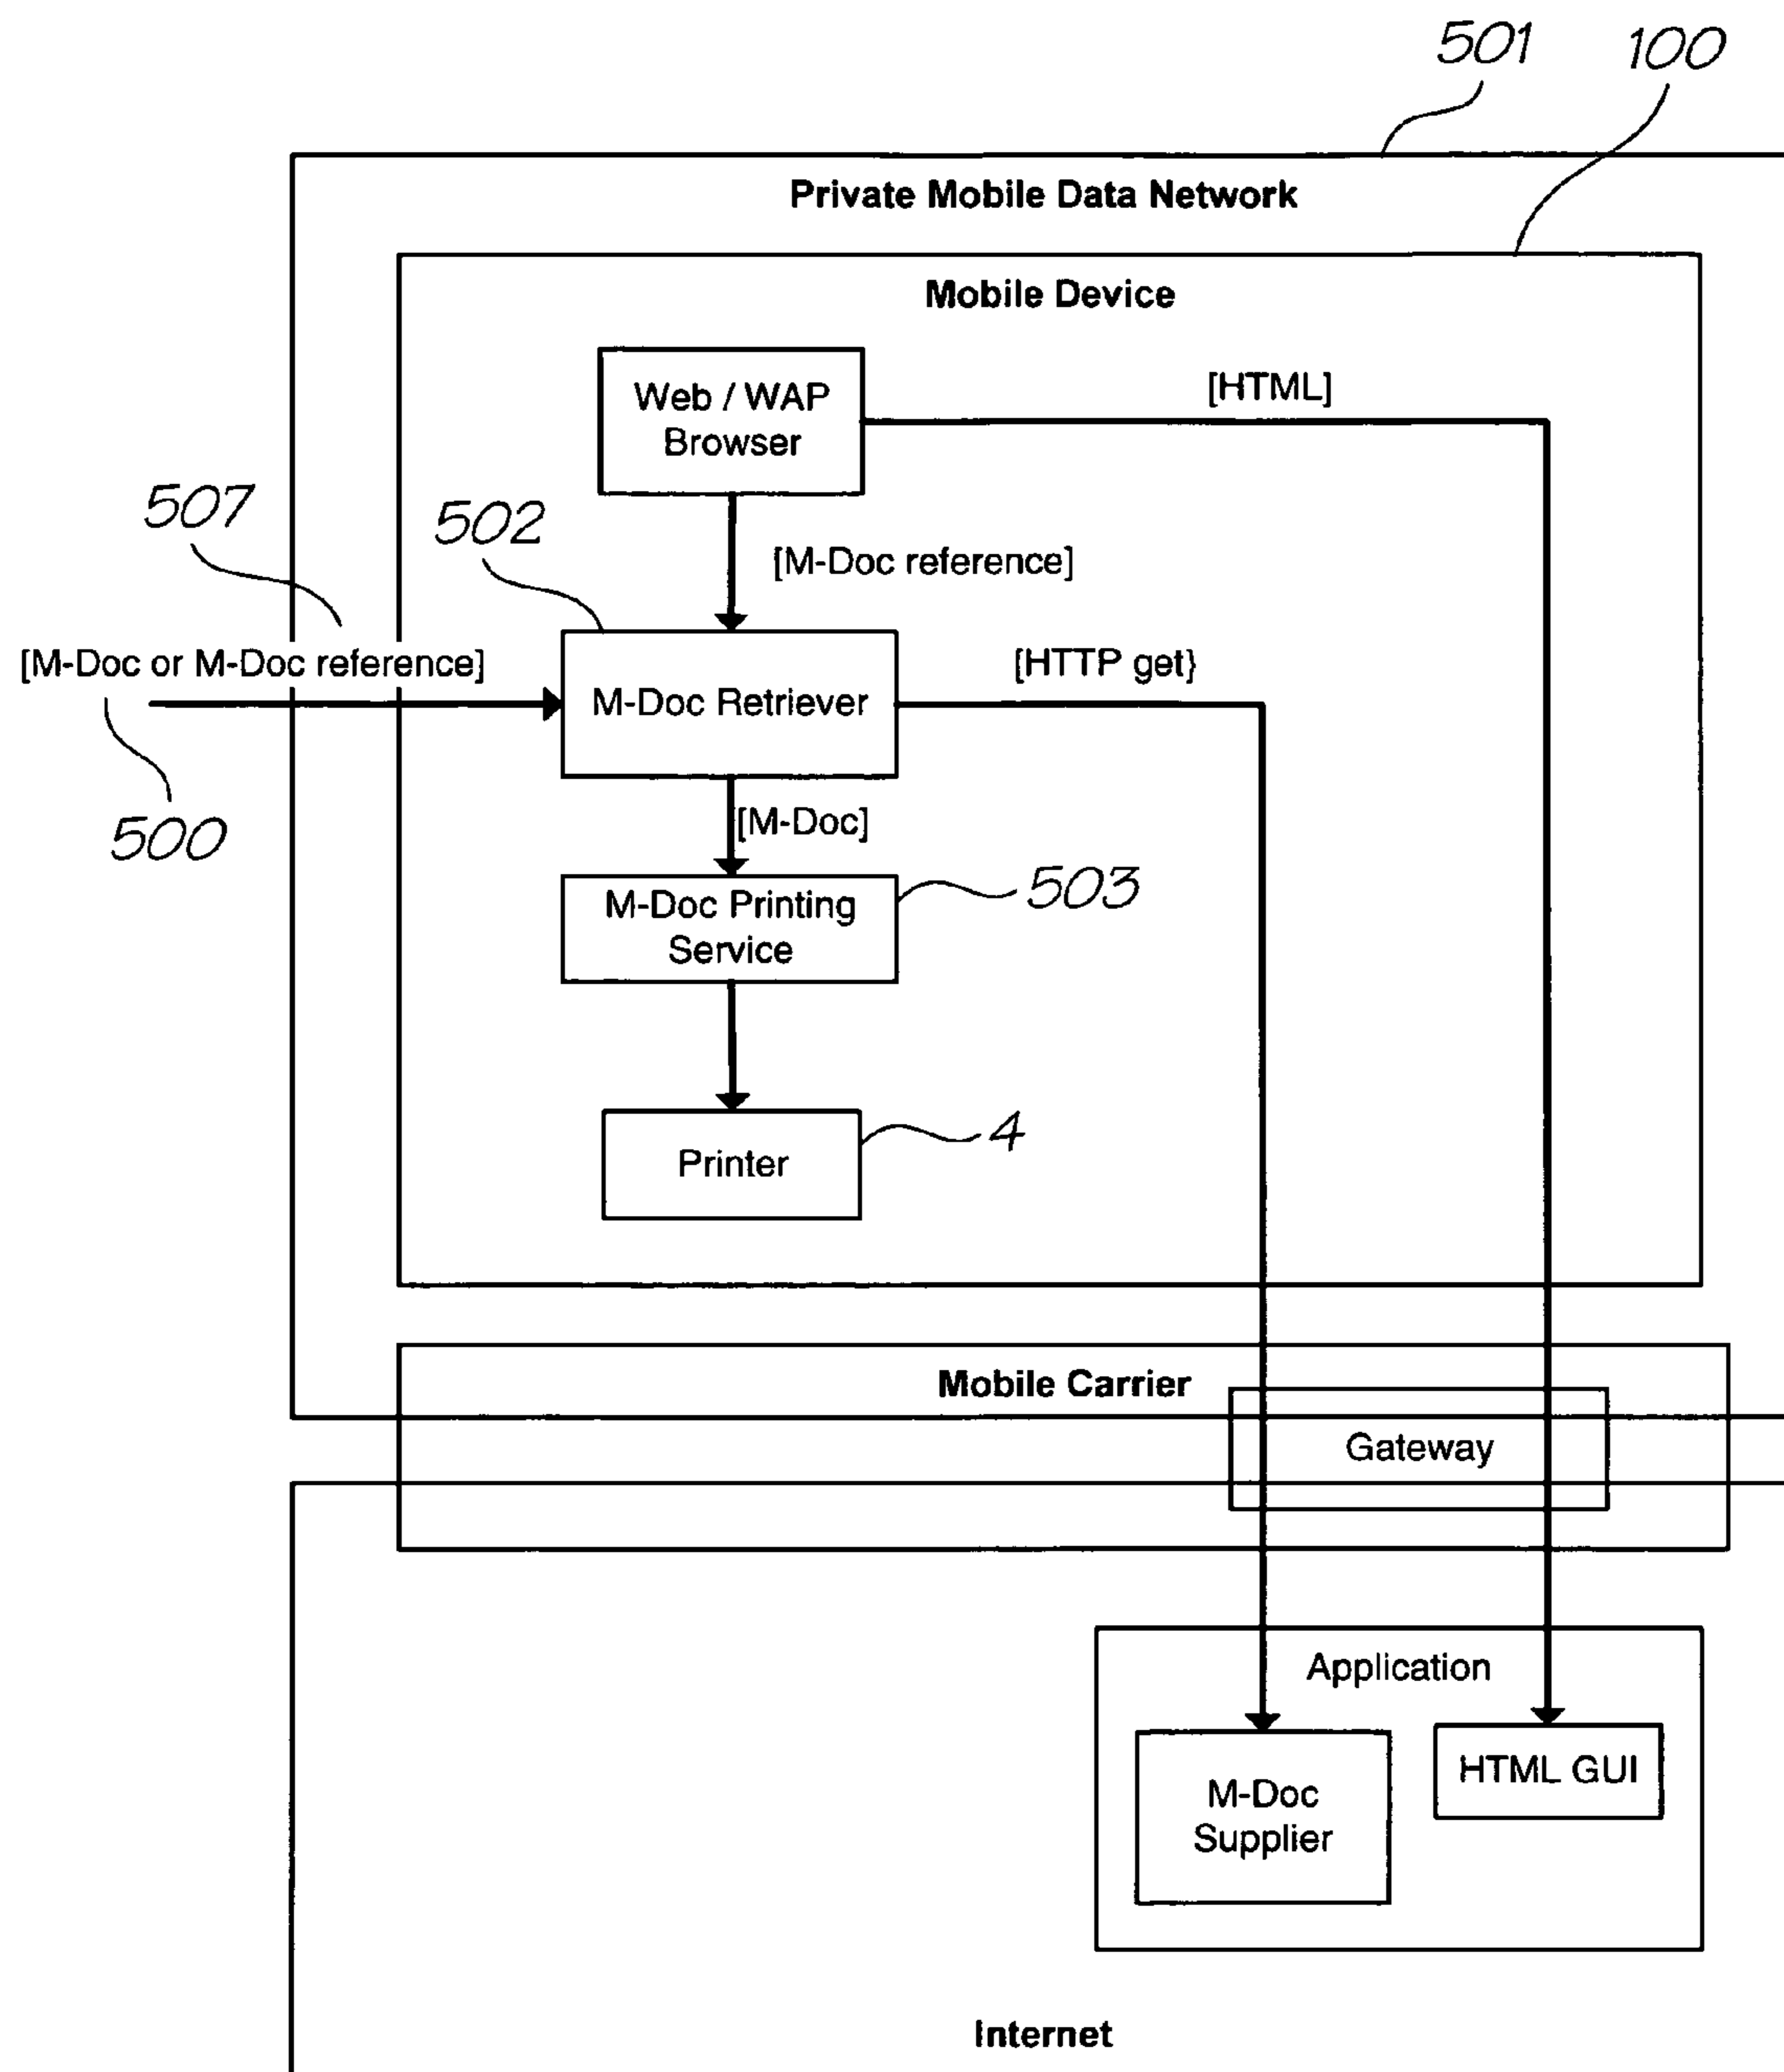 501
100
Private Mobile Data Network
Mobile Device
Web / WAP
Browser
[HTML]
507
502
[M-Doc reference]
[M-Doc or M-Doc reference]
M-Doc Retriever
[HTTP get}
500
[M-Doc]
M-Doc Printing
Service
503
Printer
4
Mobile Carrier
Gateway
Application
M-Doc
Supplier
HTML GUI
Internet